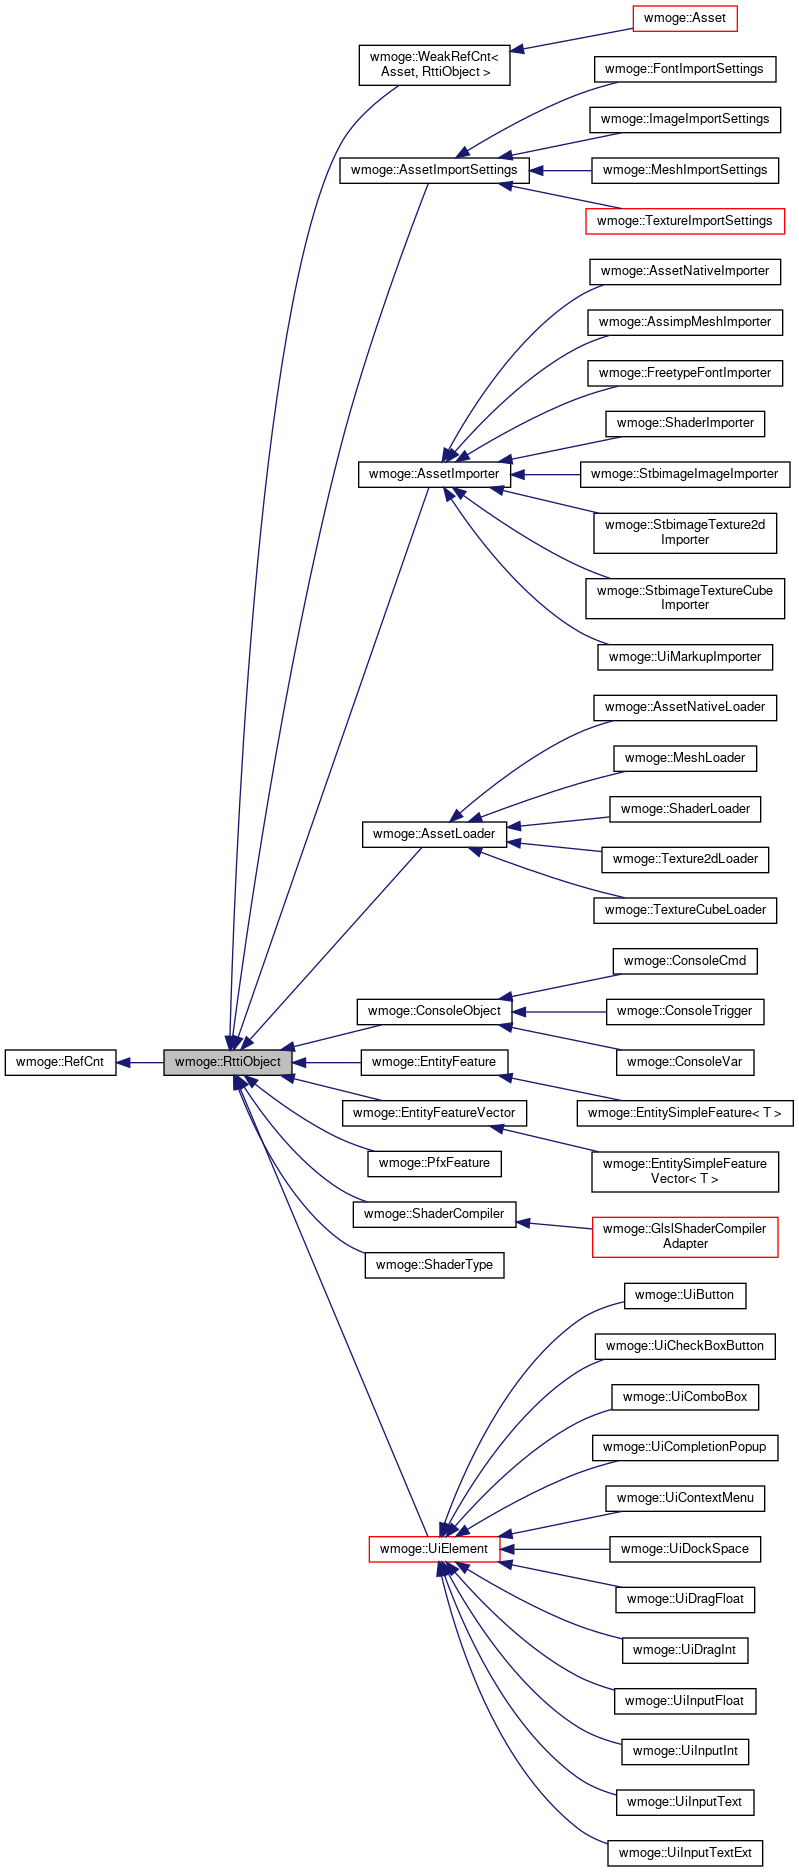 wmoge::Asset
wmoge::WeakRefCnt<
Asset, RttiObject >
wmoge::FontImportSettings
wmoge::ImageImportSettings
wmoge::AssetImportSettings
wmoge::MeshImportSettings
wmoge::TextureImportSettings
wmoge::AssetNativeImporter
wmoge::AssimpMeshImporter
wmoge::FreetypeFontImporter
wmoge::ShaderImporter
wmoge::AssetImporter
wmoge::StbimageImageImporter
wmoge::StbimageTexture2d
Importer
wmoge::StbimageTextureCube
Importer
wmoge::UiMarkupImporter
wmoge::AssetNativeLoader
wmoge::MeshLoader
wmoge::ShaderLoader
wmoge::AssetLoader
wmoge::Texture2dLoader
wmoge::TextureCubeLoader
wmoge::ConsoleCmd
wmoge::ConsoleObject
wmoge::ConsoleTrigger
wmoge::RefCnt
wmoge::RttiObject
wmoge::EntityFeature
wmoge::ConsoleVar
wmoge::EntityFeatureVector
wmoge::EntitySimpleFeature< T >
wmoge::PfxFeature
wmoge::EntitySimpleFeature
Vector< T >
wmoge::ShaderCompiler
wmoge::GlslShaderCompiler
Adapter
wmoge::ShaderType
wmoge::UiButton
wmoge::UiCheckBoxButton
wmoge::UiComboBox
wmoge::UiCompletionPopup
wmoge::UiContextMenu
wmoge::UiElement
wmoge::UiDockSpace
wmoge::UiDragFloat
wmoge::UiDragInt
wmoge::UiInputFloat
wmoge::UiInputInt
wmoge::UiInputText
wmoge::UiInputTextExt